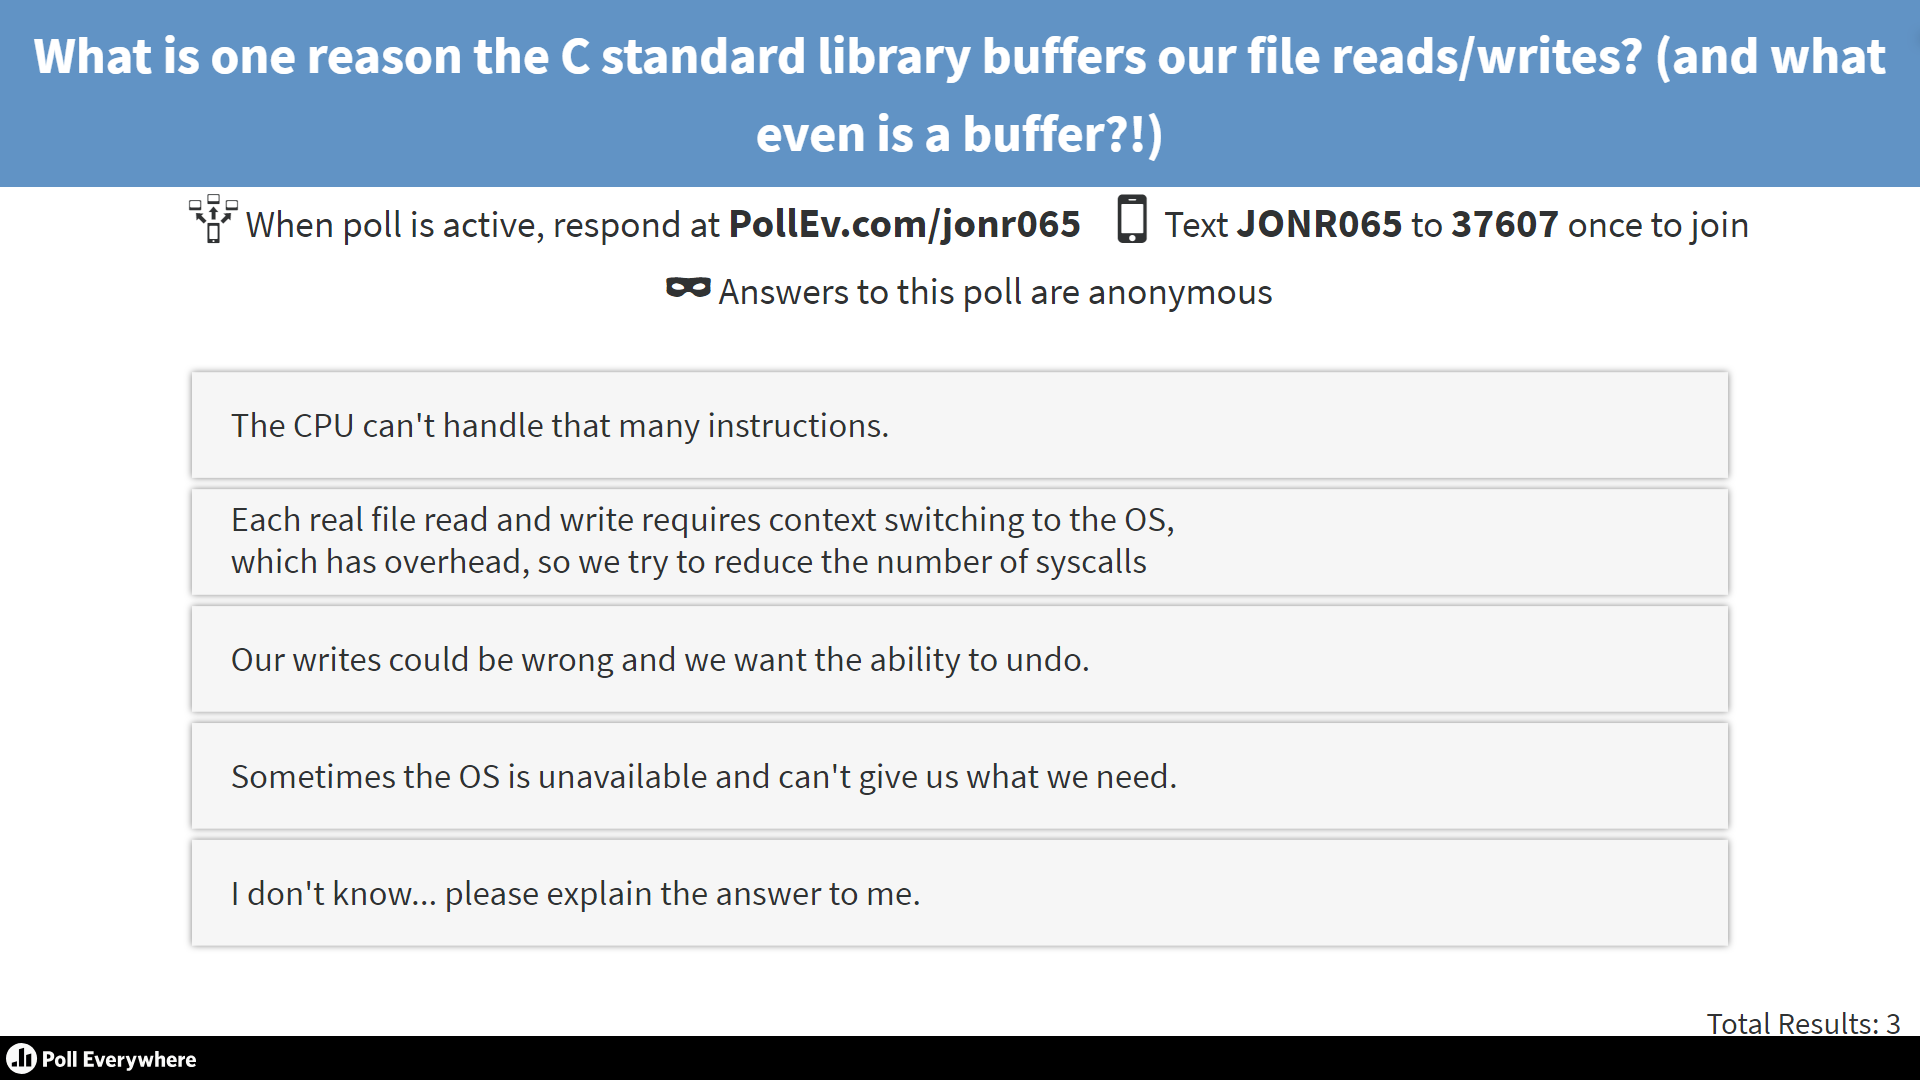 What is one reason the C standard library buffers our file reads/writes? (and what
even is a buffer?!)
When poll is active, respond at PollEv.com/jonr065
Text JONR065 to 37607 once to join
Answers to this poll are anonymous
The CPU can't handle that many instructions.
Each real file read and write requires context switching to the OS,
which has overhead, so we try to reduce the number of syscalls
Our writes could be wrong and we want the ability to undo.
Sometimes the OS is unavailable and can't give us what we need.
I don't know... please explain the answer to me.
Total Results: 3
Poll Everywhere